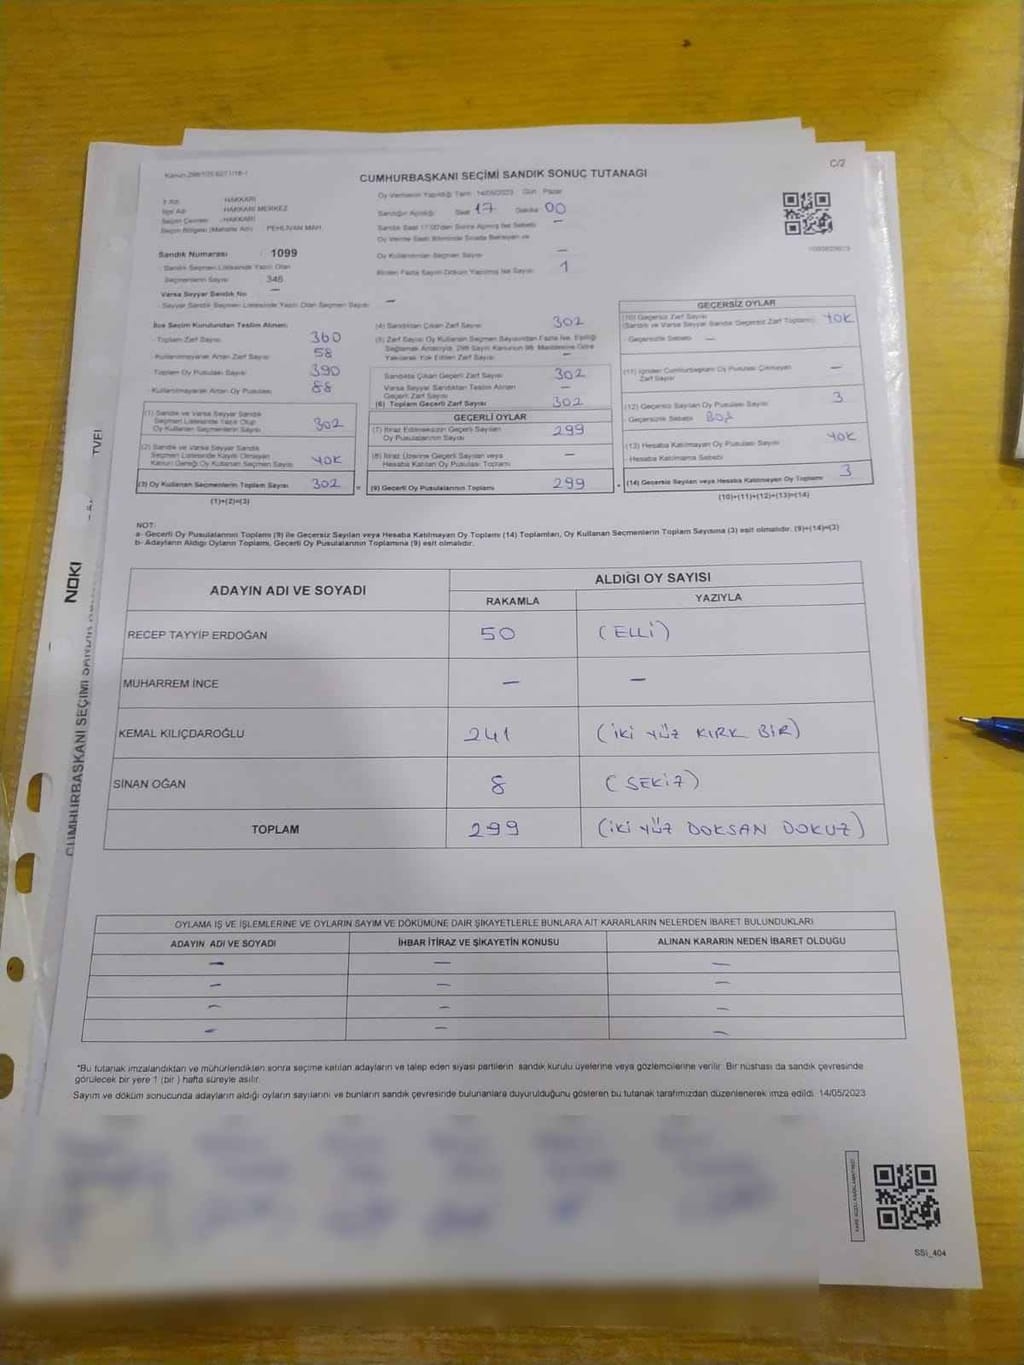 C/2
CUMHURBAŞKANI SEÇİMİ SANDIK SONUÇ TUTANAĞI
Oy Vermenin Yapıldığı Tarih 14/05/2023 Gün Pazar
İl Adı HAKKARİ
İlçe Adı HAKKARİ MERKEZ
Seçim Çevresi HAKKARİ
Seçim Bölgesi (Mahalle Adı) PEHLİVAN MAH.
Sandığın Açıldığı Saat 17 Dakika 00
Sandık Saat 17:00'den Sonra Açılmış İse Sebebi —
Oy Verme Saati Bitiminde Sırada Bekleyen ve
Oy Kullandırılan Seçmen Sayısı —
Birden Fazla Sayım Döküm Yapılmış İse Sayısı 1
Sandık Numarası : 1099
Sandık Seçmen Listesinde Yazılı Olan
Seçmenlerin Sayısı 346
Varsa Seyyar Sandık No —
Seyyar Sandık Seçmen Listesinde Yazılı Olan Seçmen Sayısı —
İlçe Seçim Kurulundan Teslim Alınan:
Toplam Zarf Sayısı 360
Kullanılmayarak Artan Zarf Sayısı 58
Toplam Oy Pusulası Sayısı 390
Kullanılmayarak Artan Oy Pusulası 88
(1) Sandık ve Varsa Seyyar Sandık
Seçmen Listesinde Yazılı Olup
Oy Kullanan Seçmenlerin Sayısı 302
(2) Sandık ve Varsa Seyyar Sandık
Seçmen Listesinde Kayıtlı Olmayan
Kanun Gereği Oy Kullanan Seçmen Sayısı YOK
(3) Oy Kullanan Seçmenlerin Toplam Sayısı 302 =
(1)+(2)=(3)
(4) Sandıktan Çıkan Zarf Sayısı 302
(5) Zarf Sayısı Oy Kullanan Seçmen Sayısından Fazla İse, Eşitliği
Sağlamak Amacıyla, 298 Sayılı Kanunun 98. Maddesine Göre
Yakılarak Yok Edilen Zarf Sayısı —
Sandıkta Çıkan Geçerli Zarf Sayısı 302
Varsa Seyyar Sandıktan Teslim Alınan
Geçerli Zarf Sayısı —
(6) Toplam Geçerli Zarf Sayısı 302
GEÇERLİ OYLAR
(7) İtiraz Edilmeksizin Geçerli Sayılan
Oy Pusulalarının Sayısı 299
(8) İtiraz Üzerine Geçerli Sayılan veya
Hesaba Katılan Oy Pusulası Toplamı —
(9) Geçerli Oy Pusulalarının Toplamı 299 +
GEÇERSİZ OYLAR
(10) Geçersiz Zarf Sayısı
(Sandık ve Varsa Seyyar Sandık Geçersiz Zarf Toplamı) YOK
Geçersizlik Sebebi —
(11) İçinden Cumhurbaşkanı Oy Pusulası Çıkmayan
Zarf Sayısı —
(12) Geçersiz Sayılan Oy Pusulası Sayısı 3
Geçersizlik Sebebi BOŞ
(13) Hesaba Katılmayan Oy Pusulası Sayısı YOK
Hesaba Katılmama Sebebi
(14) Geçersiz Sayılan veya Hesaba Katılmayan Oy Toplamı 3
(10)+(11)+(12)+(13)=(14)
NOT:
a- Geçerli Oy Pusulalarının Toplamı (9) ile Geçersiz Sayılan veya Hesaba Katılmayan Oy Toplamı (14) Toplamları, Oy Kullanan Seçmenlerin Toplam Sayısına (3) eşit olmalıdır. (9)+(14)=(3)
b- Adayların Aldığı Oyların Toplamı, Geçerli Oy Pusulalarının Toplamına (9) eşit olmalıdır.
ADAYIN ADI VE SOYADI ALDIĞI OY SAYISI
RAKAMLA YAZIYLA
RECEP TAYYİP ERDOĞAN 50 (ELLİ)
MUHARREM İNCE — —
KEMAL KILIÇDAROĞLU 241 (İKİ YÜZ KIRK BİR)
SİNAN OĞAN 8 (SEKİZ)
TOPLAM 299 (İKİ YÜZ DOKSAN DOKUZ)
OYLAMA İŞ VE İŞLEMLERİNE VE OYLARIN SAYIM VE DÖKÜMÜNE DAİR ŞİKAYETLERLE BUNLARA AİT KARARLARIN NELERDEN İBARET BULUNDUKLARI
ADAYIN ADI VE SOYADI İHBAR İTİRAZ VE ŞİKAYETİN KONUSU ALINAN KARARIN NEDEN İBARET OLDUĞU
— — —
— — —
— — —
— — —
*Bu tutanak imzalandıktan ve mühürlendikten sonra seçime katılan adayların ve talep eden siyasi partilerin sandık kurulu üyelerine veya gözlemcilerine verilir. Bir nüshası da sandık çevresinde
görülecek bir yere 1 (bir ) hafta süreyle asılır.
Sayım ve döküm sonucunda adayların aldığı oyların sayılarını ve bunların sandık çevresinde bulunanlara duyurulduğunu gösteren bu tutanak tarafımızdan düzenlenerek imza edildi. 14/05/2023
SSİ_404
CUMHURBAŞKANI SEÇİMİ